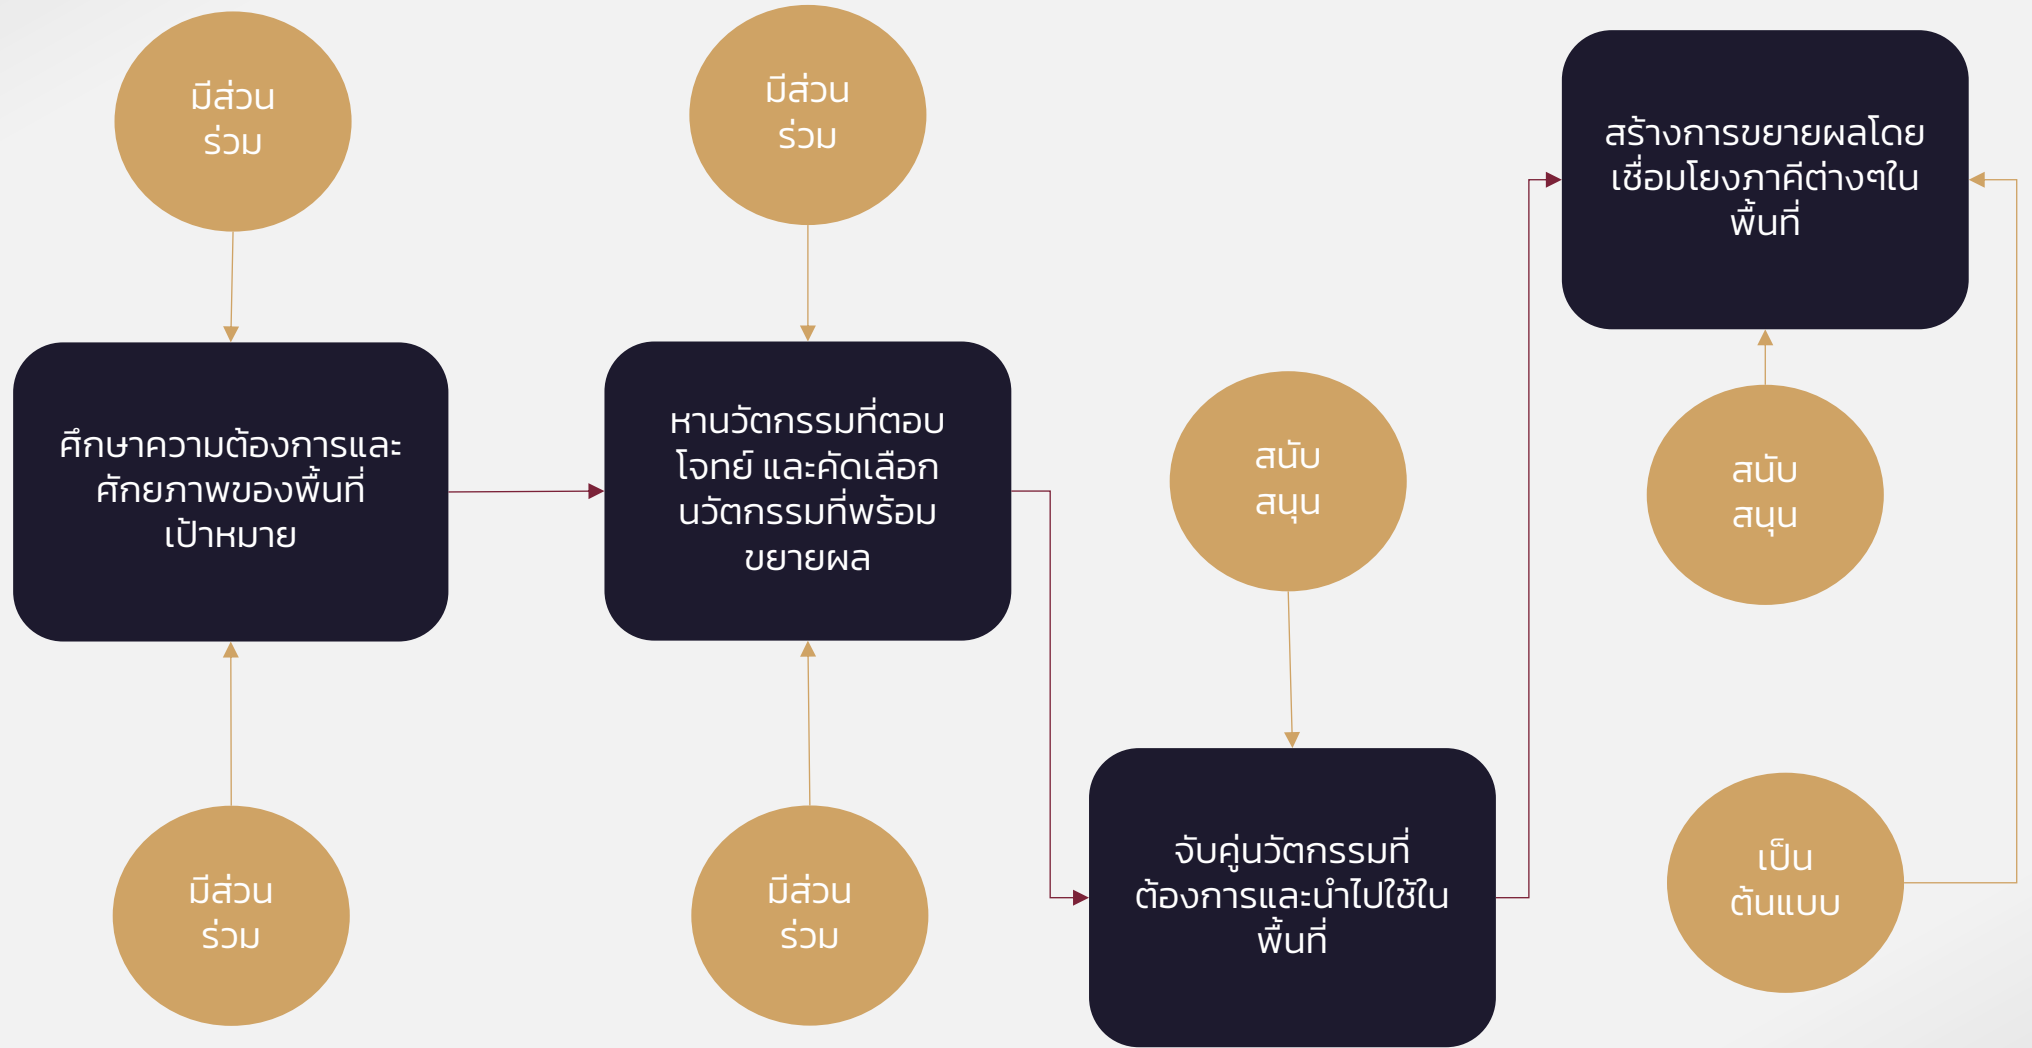 มีส่วน
ร่วม
มีส่วน
ร่วม
สร้างการขยายผลโดย
เชื่อมโยงภาคีต่างๆใน
พื้นที่
ศึกษาความต้องการและ
ศักยภาพของพื้นที่
เป้าหมาย
หานวัตกรรมที่ตอบ
โจทย์ และคัดเลือก
นวัตกรรมที่พร้อม
ขยายผล
สนับ
สนุน
สนับ
สนุน
มีส่วน
ร่วม
มีส่วน
ร่วม
จับคู่นวัตกรรมที่
ต้องการและนำไปใช้ใน
พื้นที่
เป็น
ต้นแบบ